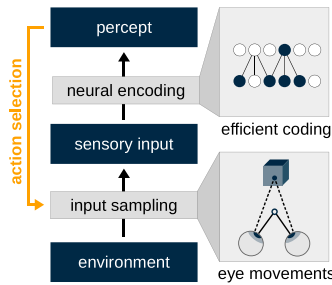 percept
neural encoding
efficient coding
action selection
sensory input
input sampling
environment
eye movements